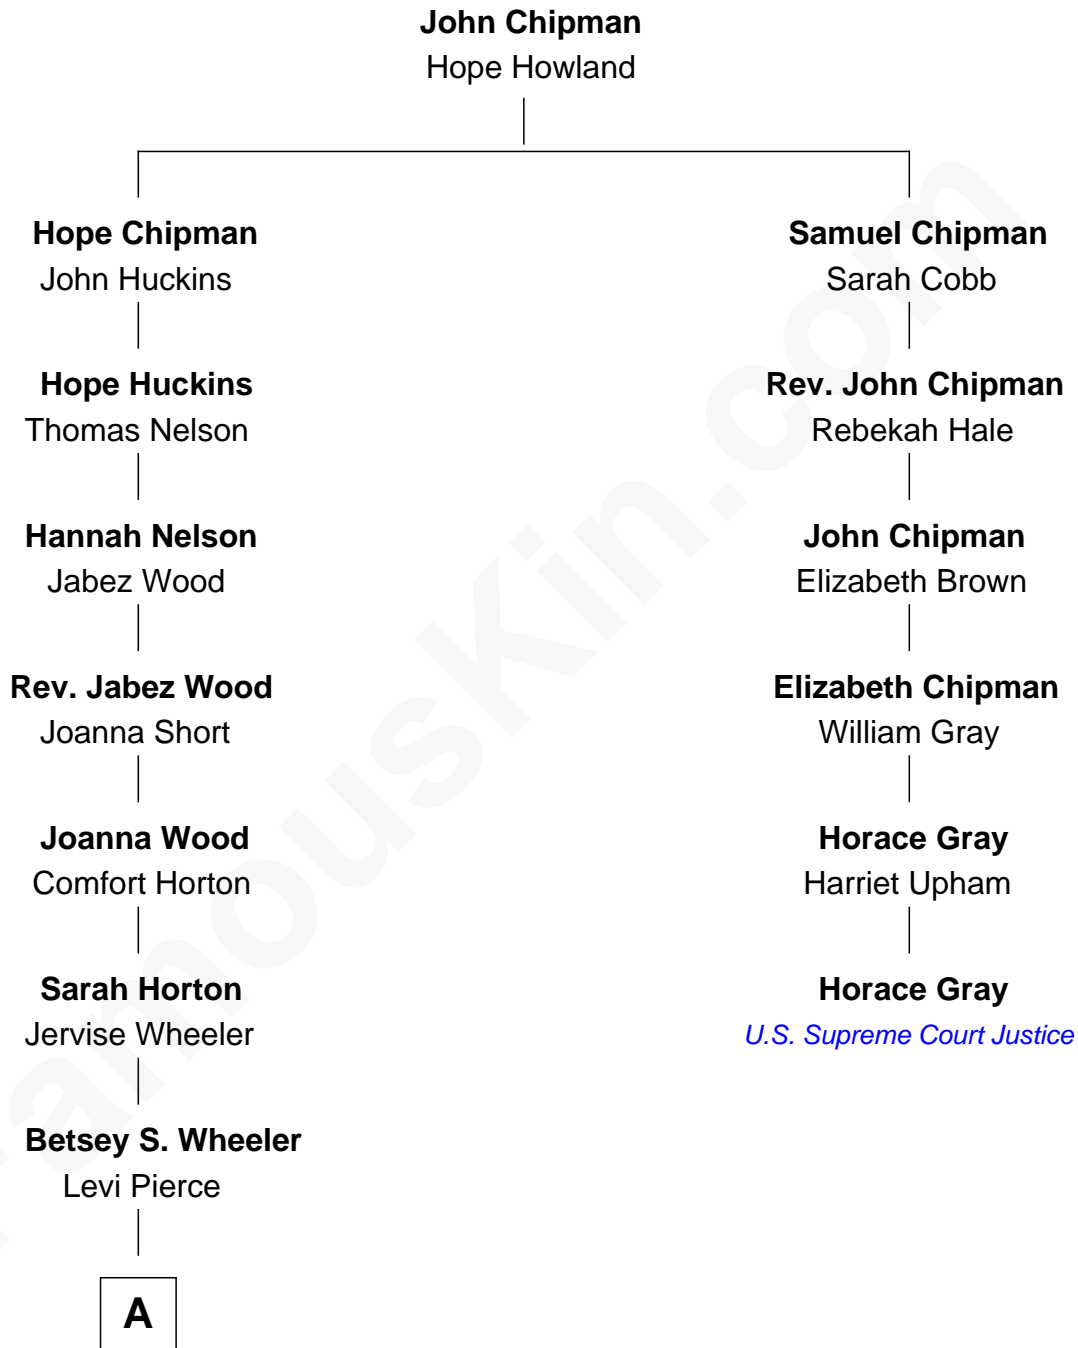 John Chipman
Hope Howland
Hope Chipman
John Huckins
Samuel Chipman
Sarah Cobb
Hope Huckins
Thomas Nelson
Rev. John Chipman
Rebekah Hale
Hannah Nelson
Jabez Wood
John Chipman
Elizabeth Brown
Rev. Jabez Wood
Joanna Short
Elizabeth Chipman
William Gray
Joanna Wood
Comfort Horton
Horace Gray
Harriet Upham
Sarah Horton
Jervise Wheeler
Horace Gray
U.S. Supreme Court Justice
Betsey S. Wheeler
Levi Pierce
A
FamousKin.com